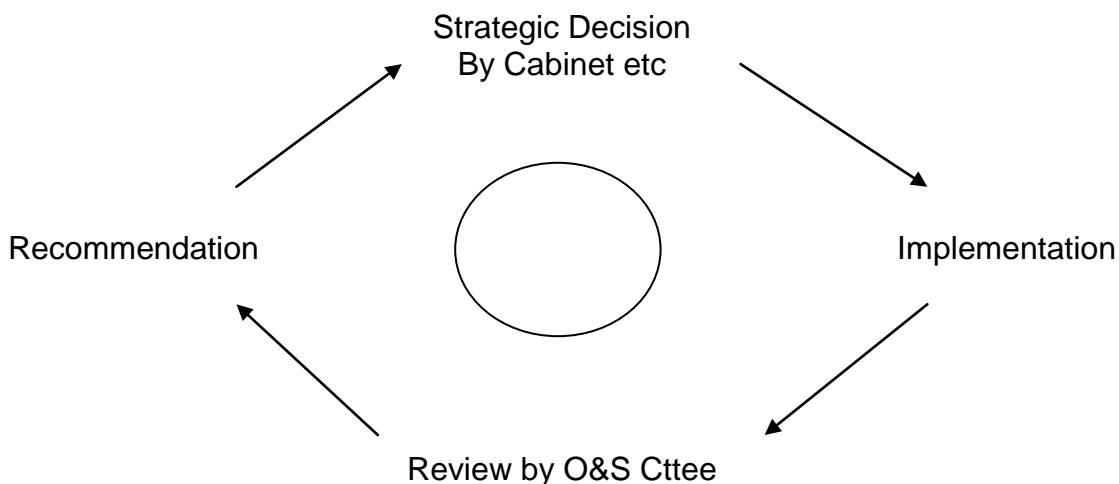 Strategic Decision
By Cabinet etc
Recommendation
Implementation
Review by O&S Cttee